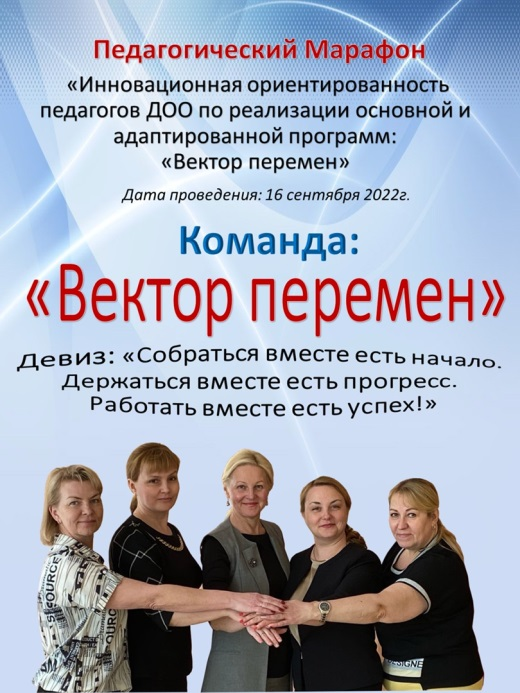 Педагогический Марафон
«Инновационная ориентированность
педагогов ДОО по реализации основной и
адаптированной программ:
«Вектор перемен»
Дата проведения: 16 сентября 2022г.
Команда:
«Вектор перемен»
Девиз: «Собраться вместе есть начало.
Держаться вместе есть прогресс.
Работать вместе есть успех!»